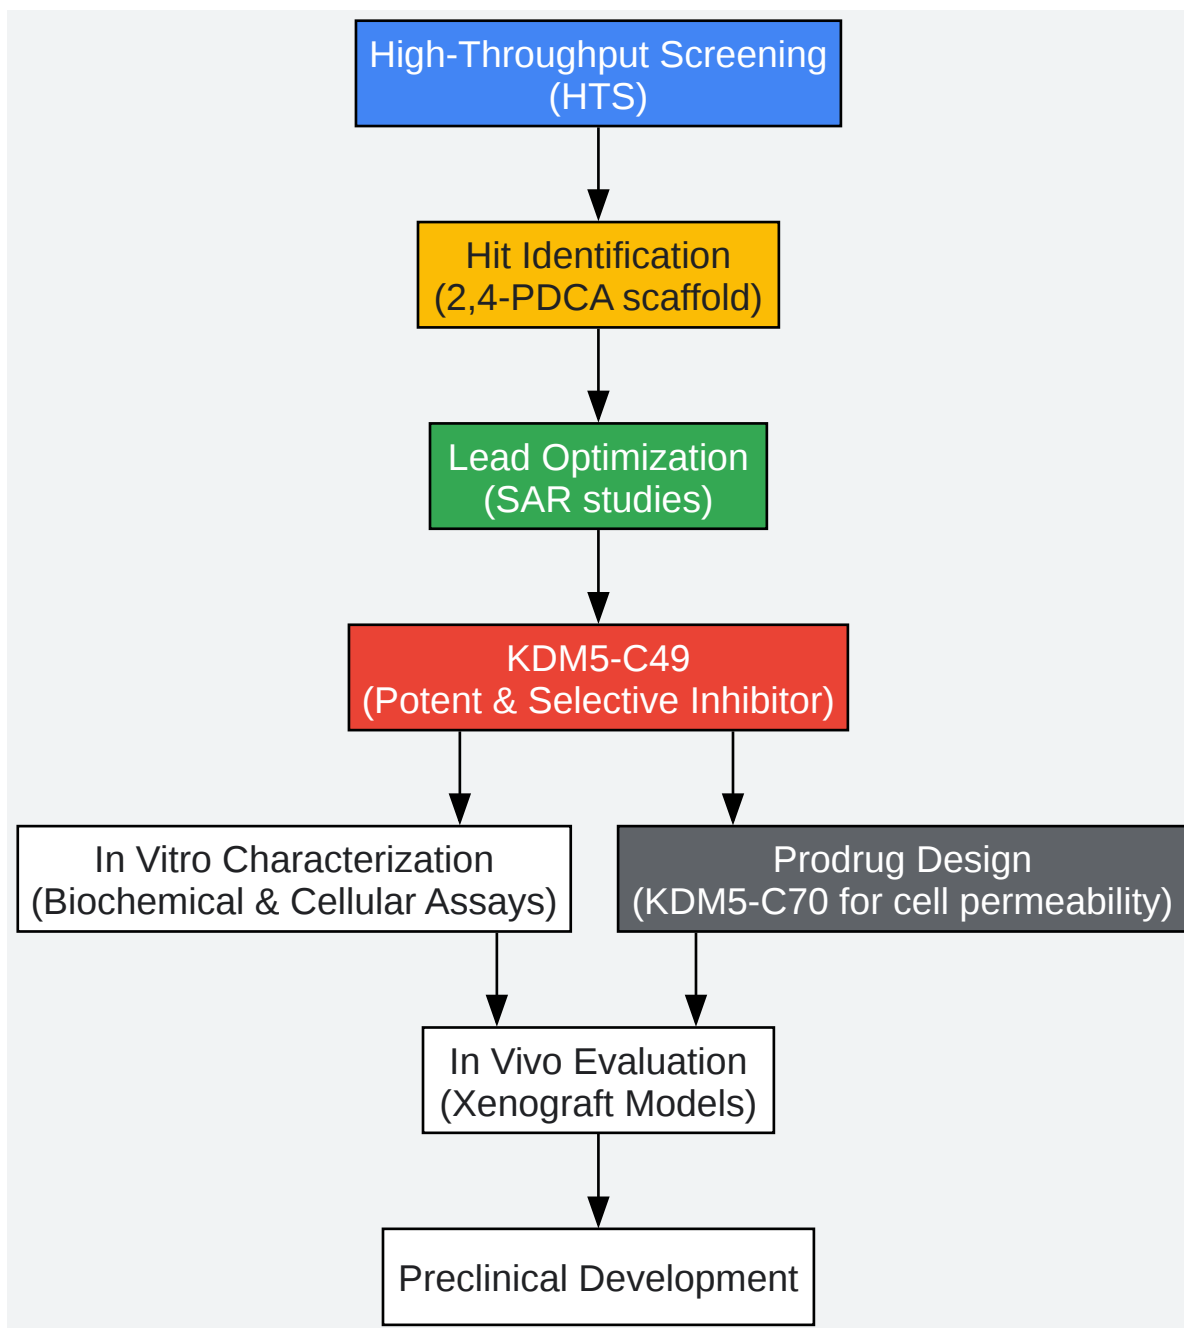 High-Throughput Screening
(HTS)
Hit Identification
(2,4-PDCA scaffold)
Lead Optimization
(SAR studies)
KDM5-C49
(Potent & Selective Inhibitor)
In Vitro Characterization
(Biochemical & Cellular Assays)
Prodrug Design
(KDM5-C70 for cell permeability)
In Vivo Evaluation
(Xenograft Models)
Preclinical Development